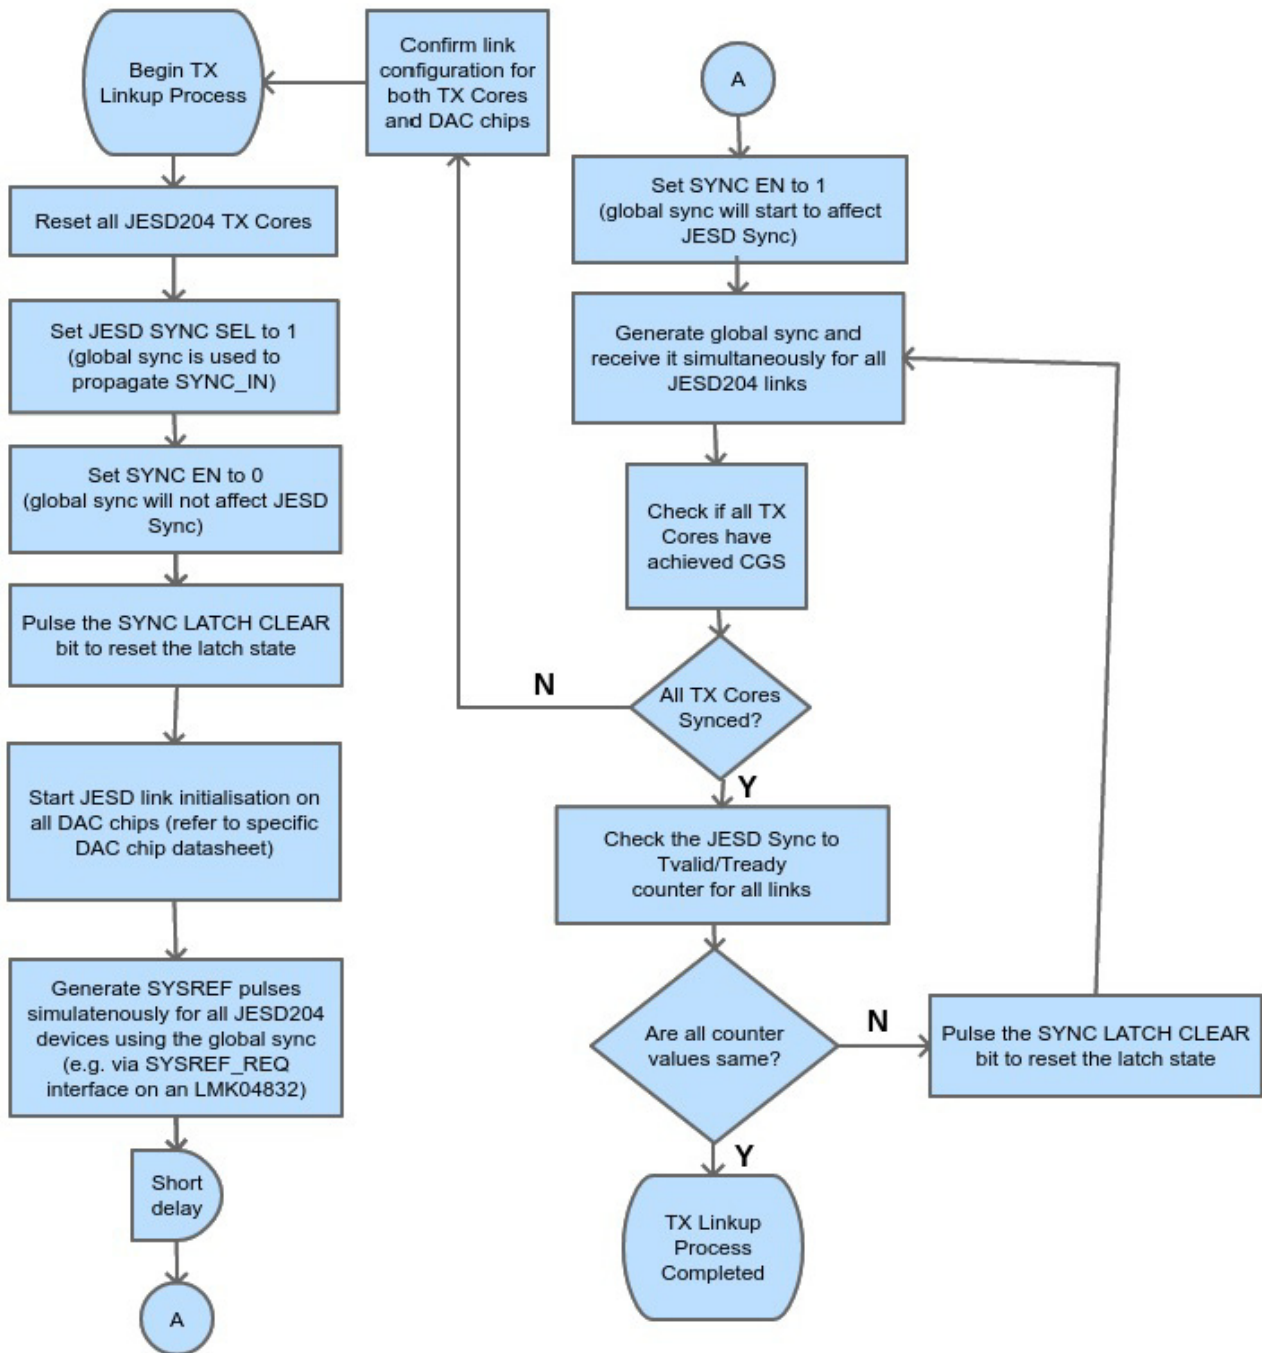 Begin TX
Linkup Process
Confirm link
configuration for
both TX Cores
and DAC chips
Reset all JESD204 TX Cores
Set JESD SYNC SEL to 1
(global sync is used to
propagate SYNC_IN)
Set SYNC EN to 0
(global sync will not affect JESD
Sync)
Pulse the SYNC LATCH CLEAR
bit to reset the latch state
Start JESD link initialisation on
all DAC chips (refer to specific
DAC chip datasheet)
Generate SYSREF pulses
simulatenously for all JESD204
devices using the global sync
(e.g. via SYSREF_REQ
interface on an LMK04832)
Short
delay
A
A
Set SYNC EN to 1
(global sync will start to affect
JESD Sync)
Generate global sync and
receive it simultaneously for all
JESD204 links
Check if all TX
Cores have
achieved CGS
All TX Cores
Synced?
N
Y
Check the JESD Sync to
Tvalid/Tready
counter for all links
Are all counter
values same?
N
Pulse the SYNC LATCH CLEAR
bit to reset the latch state
Y
TX Linkup
Process
Completed